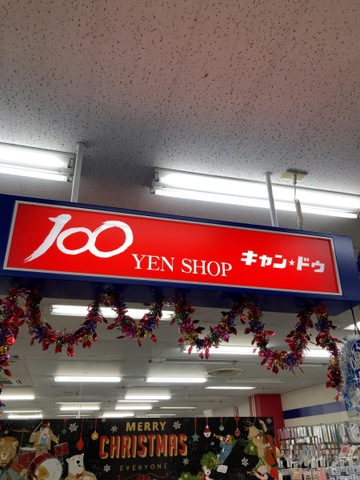 100 YEN SHOP キャン★ドゥ
MERRY
CHRISTMAS
EVERYONE